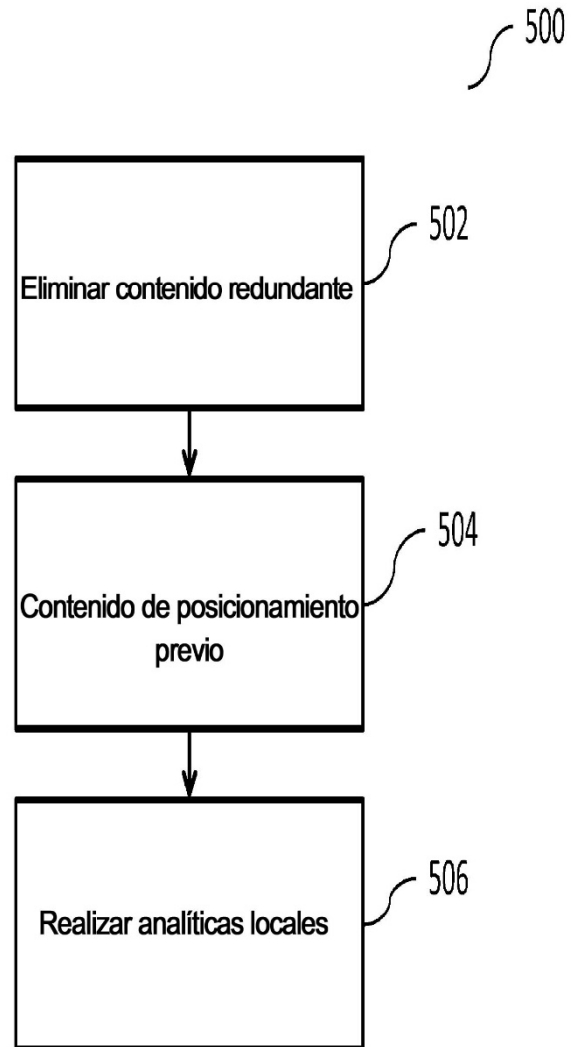 500
502
Eliminar contenido redundante
504
Contenido de posicionamiento
previo
506
Realizar analíticas locales